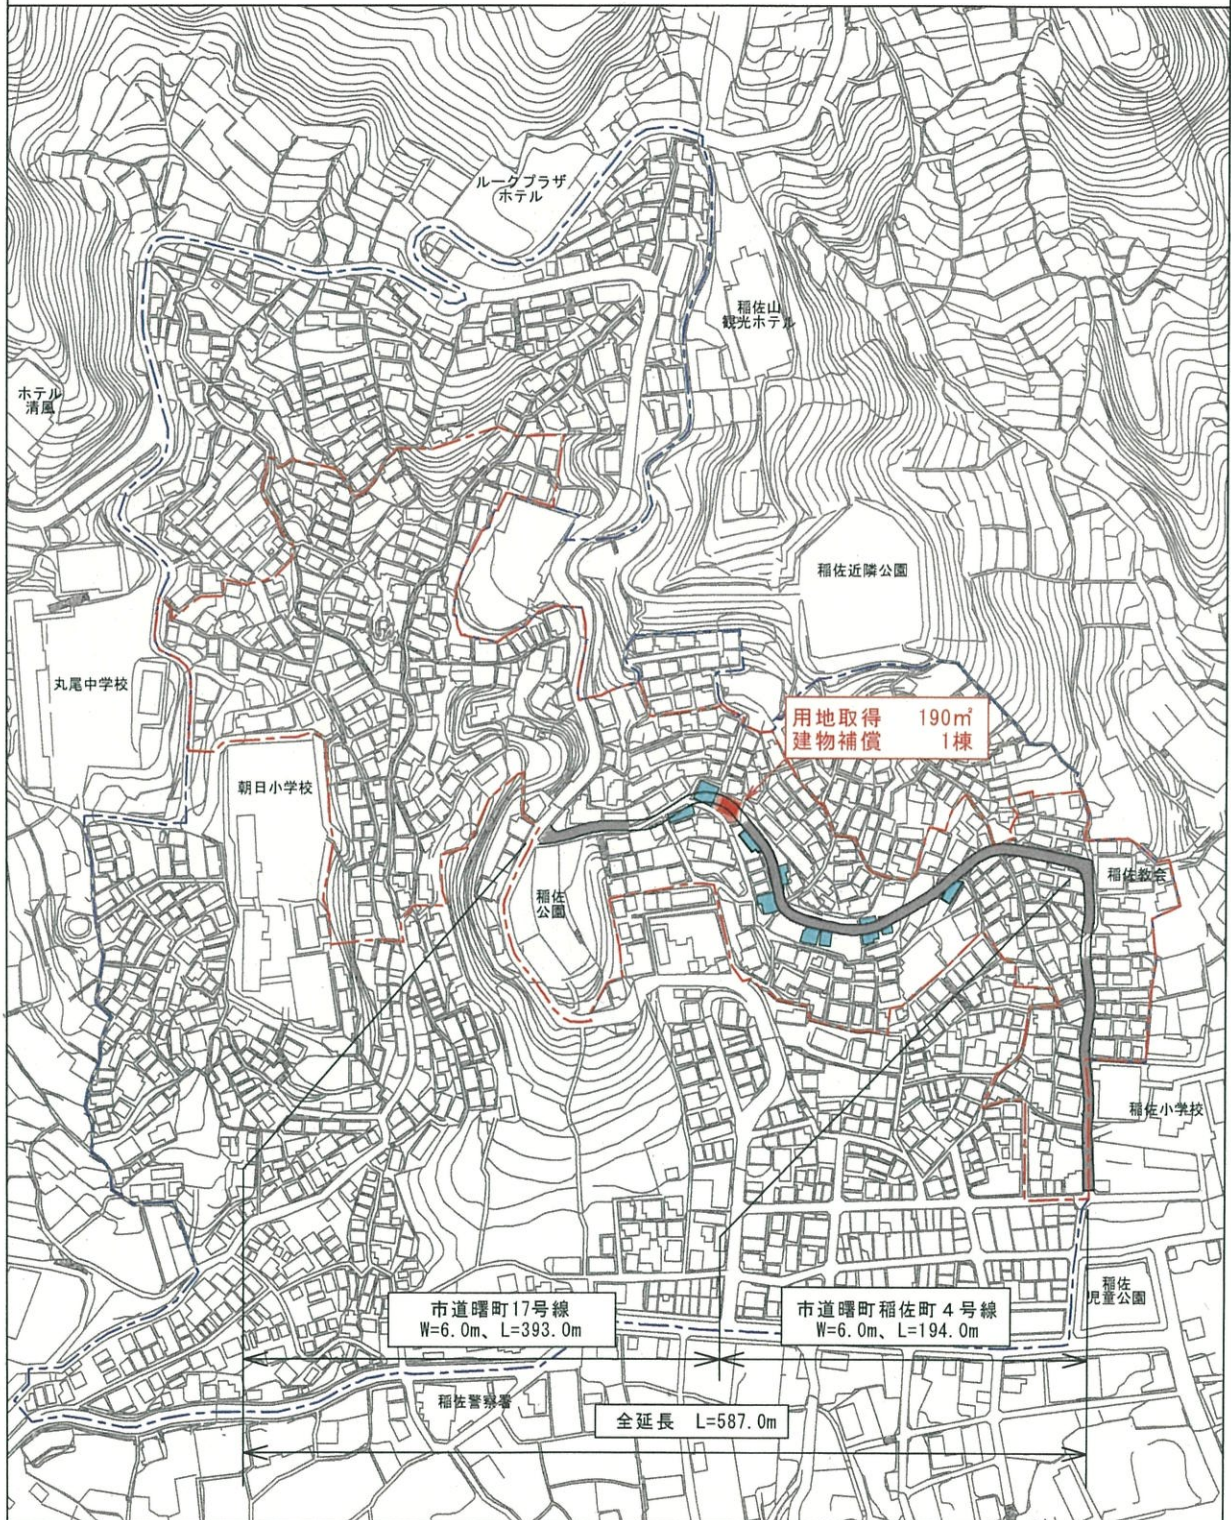 ルークプラザ
ホテル
稲佐山
観光ホテル
ホテル
清風
稲佐近隣公園
丸尾中学校
用地取得 190㎡
建物補償 1棟
朝日小学校
稲佐教会
稲佐
公園
稲佐小学校
稲佐
児童公園
市道曙町17号線
W=6.0m、L=393.0m
市道曙町稲佐町4号線
W=6.0m、L=194.0m
稲佐警察署
全延長 L=587.0m